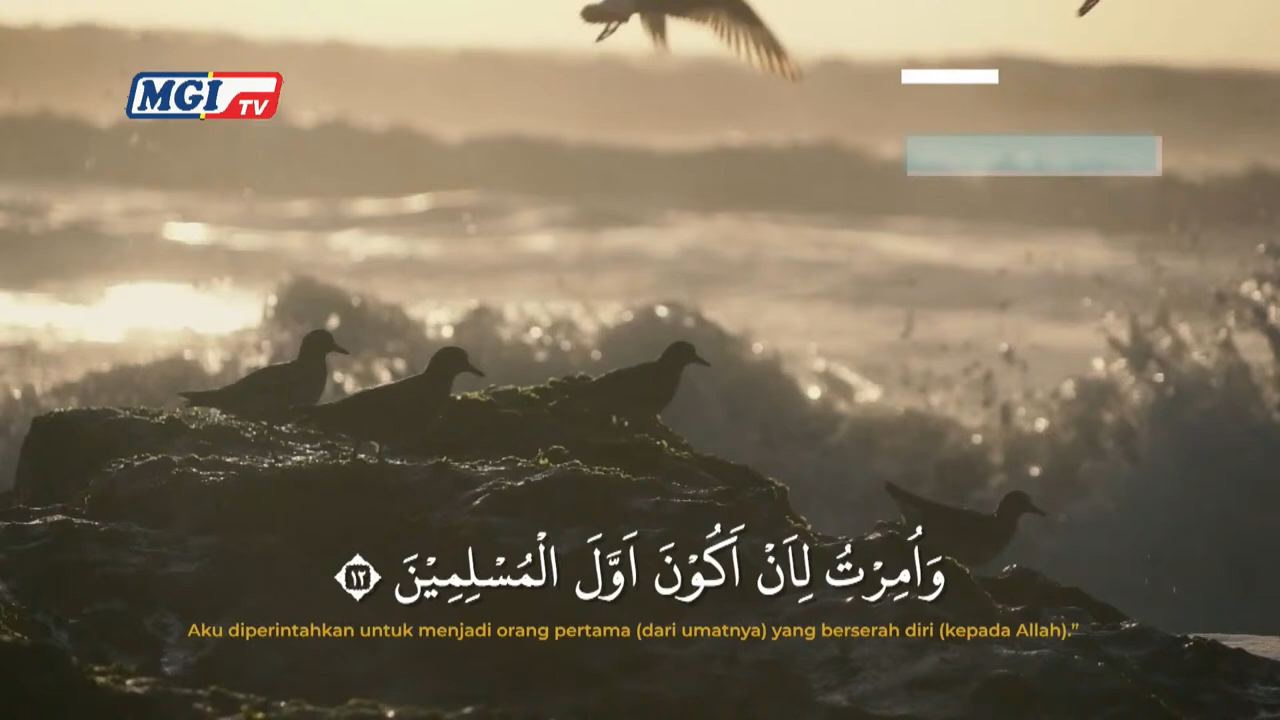 MGI TV
وَاُمِرْتُ لِاَنْ اَكُوْنَ اَوَّلَ الْمُسْلِمِيْنَ ١٢
Aku diperintahkan untuk menjadi orang pertama (dari umatnya) yang berserah diri (kepada Allah).”